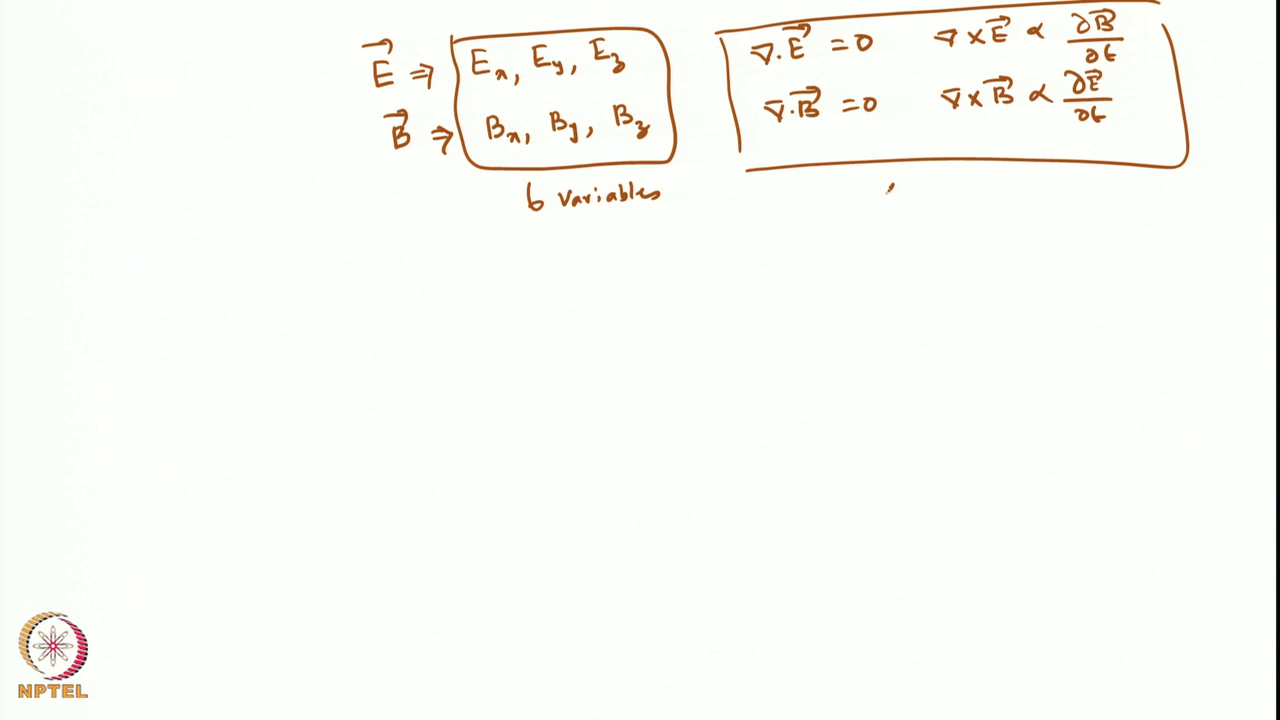 E⃗ ⇒ Ex, Ey, Ez
B⃗ ⇒ Bx, By, Bz
6 variables
∇.E⃗ = 0 ∇×E⃗ ∝ ∂B⃗/∂t
∇.B⃗ = 0 ∇×B⃗ ∝ ∂E⃗/∂t
NPTEL